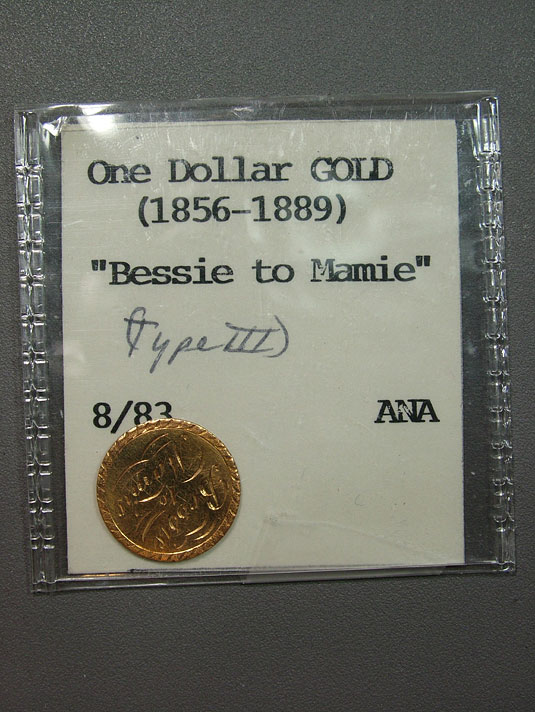 One Dollar GOLD
(1856-1889)
"Bessie to Mamie"
(Type III)
8/83
ANA